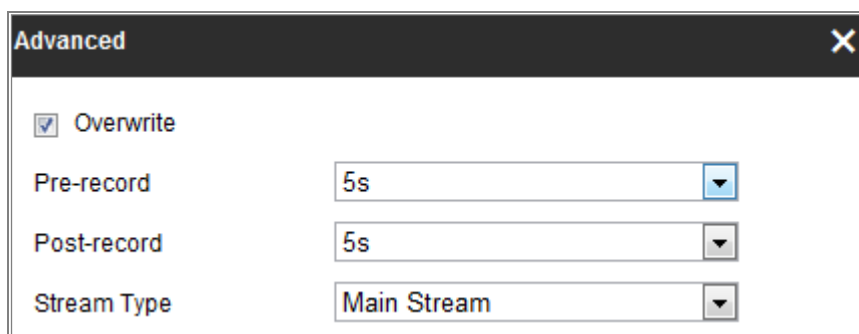 Advanced
Overwrite
Pre-record 5s
Post-record 5s
Stream Type Main Stream